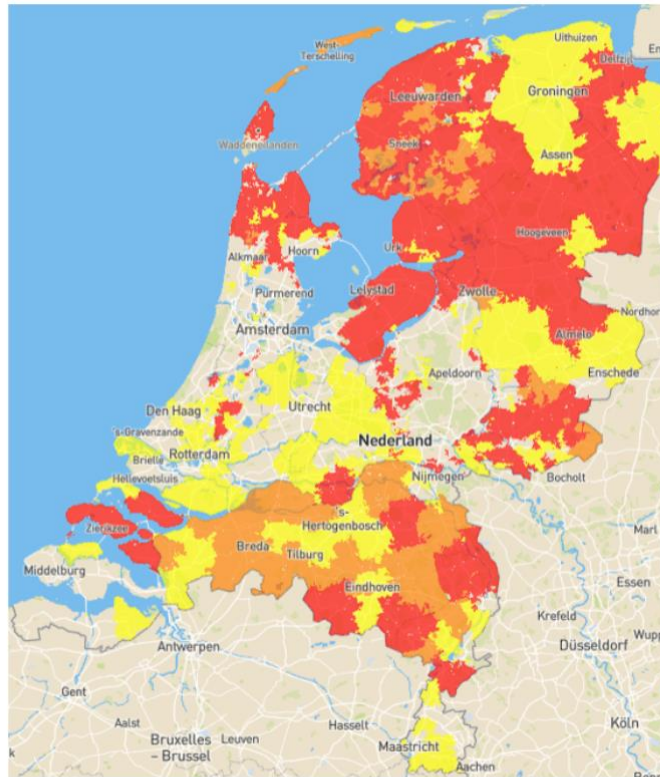 Uithuizen
West-
Terschelling
Delfzijl
Leeuwarden
Groningen
Waddeneilanden
Sneek
Assen
Hoogeveen
Alkmaar
Hoorn
Urk
Purmerend
Lelystad
Zwolle
Nordhor
Amsterdam
Almelo
Apeldoorn
Enschede
Den Haag
Utrecht
's-Gravenzande
Nederland
Brielle
Rotterdam
Hellevoetsluis
Nijmegen
Bocholt
Zierikzee
's-
Hertogenbosch
Marl
Breda
Tilburg
Middelburg
Eindhoven
Essen
Krefeld
Wupp
Antwerpen
Düsseldorf
Gent
Aalst
Hasselt
Köln
Bruxelles
– Brussel
Leuven
Maastricht
Aachen